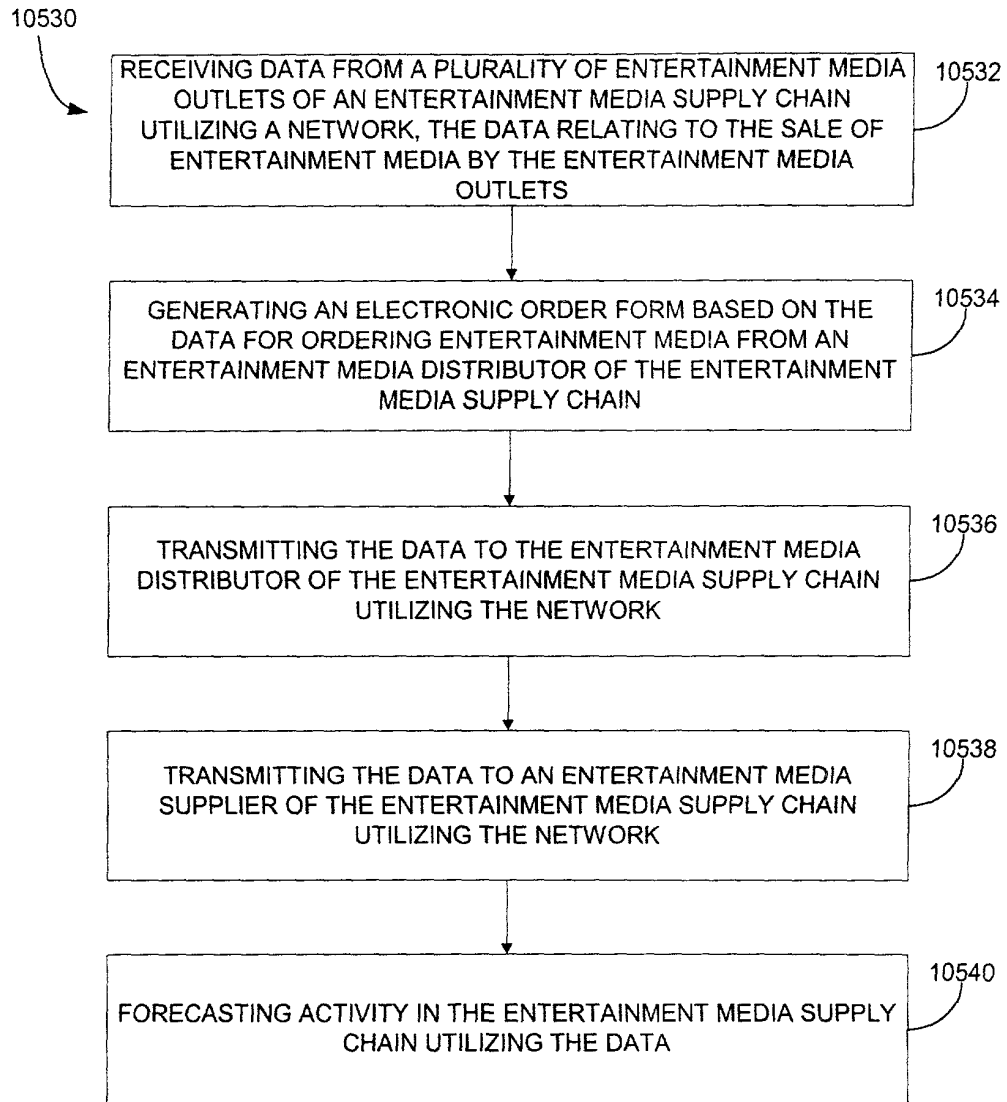 10530
RECEIVING DATA FROM A PLURALITY OF ENTERTAINMENT MEDIA
OUTLETS OF AN ENTERTAINMENT MEDIA SUPPLY CHAIN
UTILIZING A NETWORK, THE DATA RELATING TO THE SALE OF
ENTERTAINMENT MEDIA BY THE ENTERTAINMENT MEDIA
OUTLETS
10532
GENERATING AN ELECTRONIC ORDER FORM BASED ON THE
DATA FOR ORDERING ENTERTAINMENT MEDIA FROM AN
ENTERTAINMENT MEDIA DISTRIBUTOR OF THE ENTERTAINMENT
MEDIA SUPPLY CHAIN
10534
TRANSMITTING THE DATA TO THE ENTERTAINMENT MEDIA
DISTRIBUTOR OF THE ENTERTAINMENT MEDIA SUPPLY CHAIN
UTILIZING THE NETWORK
10536
TRANSMITTING THE DATA TO AN ENTERTAINMENT MEDIA
SUPPLIER OF THE ENTERTAINMENT MEDIA SUPPLY CHAIN
UTILIZING THE NETWORK
10538
FORECASTING ACTIVITY IN THE ENTERTAINMENT MEDIA SUPPLY
CHAIN UTILIZING THE DATA
10540